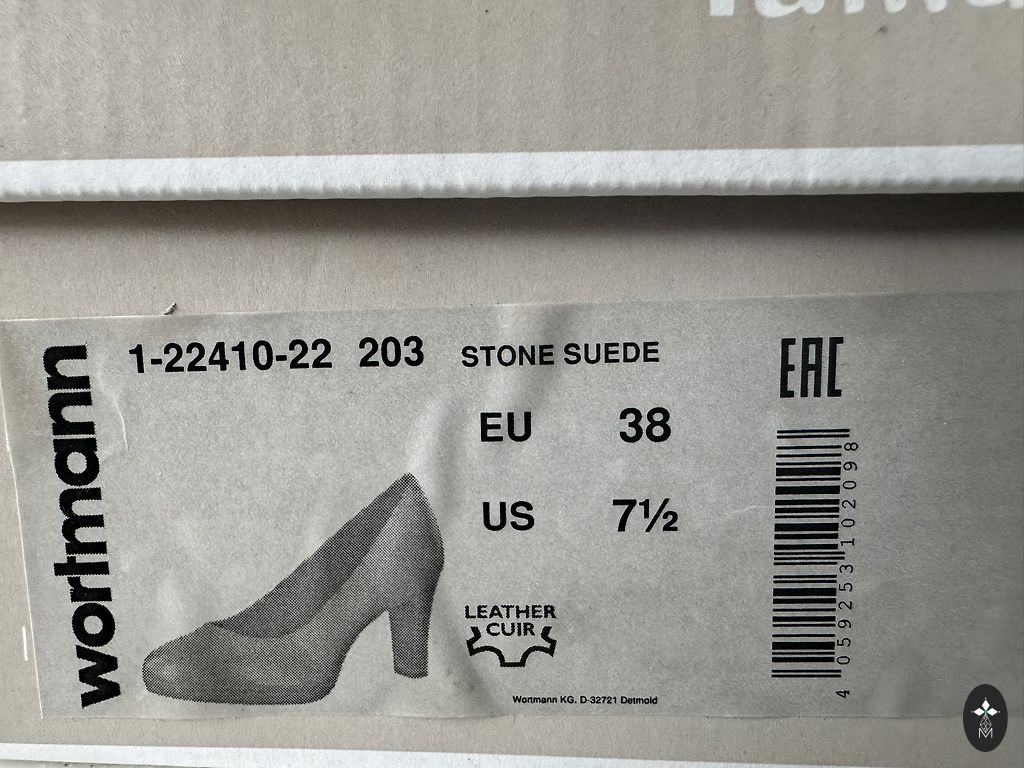 wortmann
1-22410-22 203 STONE SUEDE
EAC
EU 38
US 7½
LEATHER
CUIR
Wortmann KG. D-32721 Detmold
4 059253 102098
M